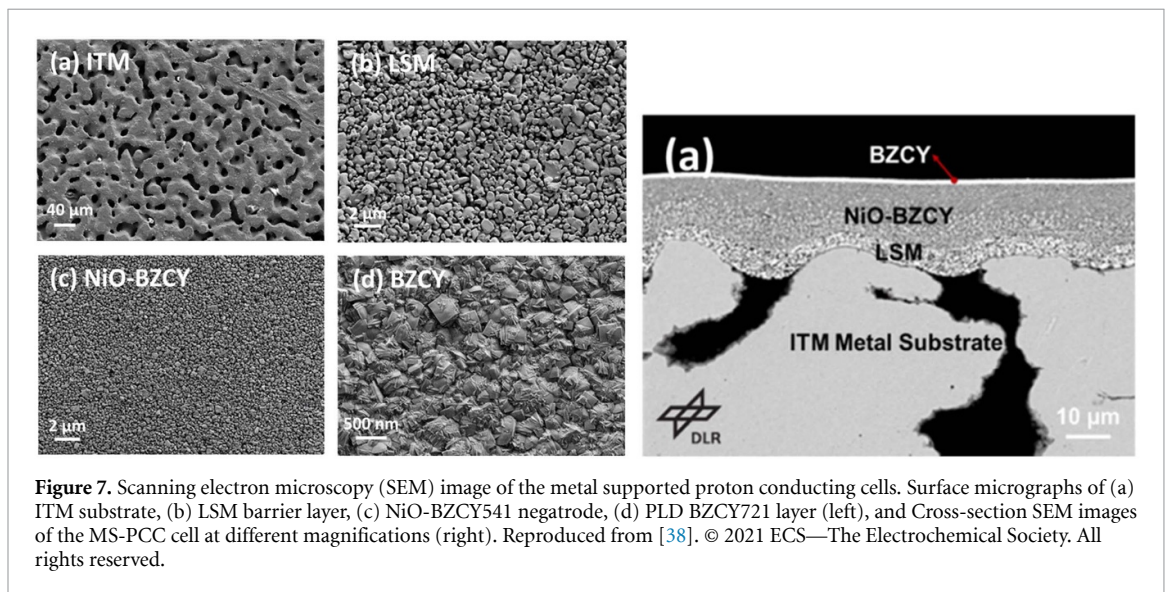 (a) ITM
40 µm
(b) LSM
2 µm
(c) NiO-BZCY
2 µm
(d) BZCY
500 nm
(a)
BZCY
NiO-BZCY
LSM
ITM Metal Substrate
DLR
10 µm
Figure 7. Scanning electron microscopy (SEM) image of the metal supported proton conducting cells. Surface micrographs of (a)
ITM substrate, (b) LSM barrier layer, (c) NiO-BZCY541 negatrode, (d) PLD BZCY721 layer (left), and Cross-section SEM images
of the MS-PCC cell at different magnifications (right). Reproduced from [38]. © 2021 ECS—The Electrochemical Society. All
rights reserved.